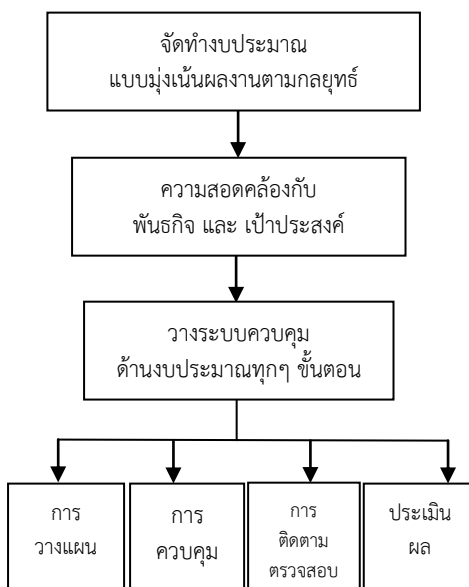 จัดทำงบประมาณ
แบบมุ่งเน้นผลงานตามกลยุทธ์
ความสอดคล้องกับ
พันธกิจ และ เป้าประสงค์
วางระบบควบคุม
ด้านงบประมาณทุกๆ ขั้นตอน
การ
วางแผน
การ
ควบคุม
การ
ติดตาม
ตรวจสอบ
ประเมิน
ผล